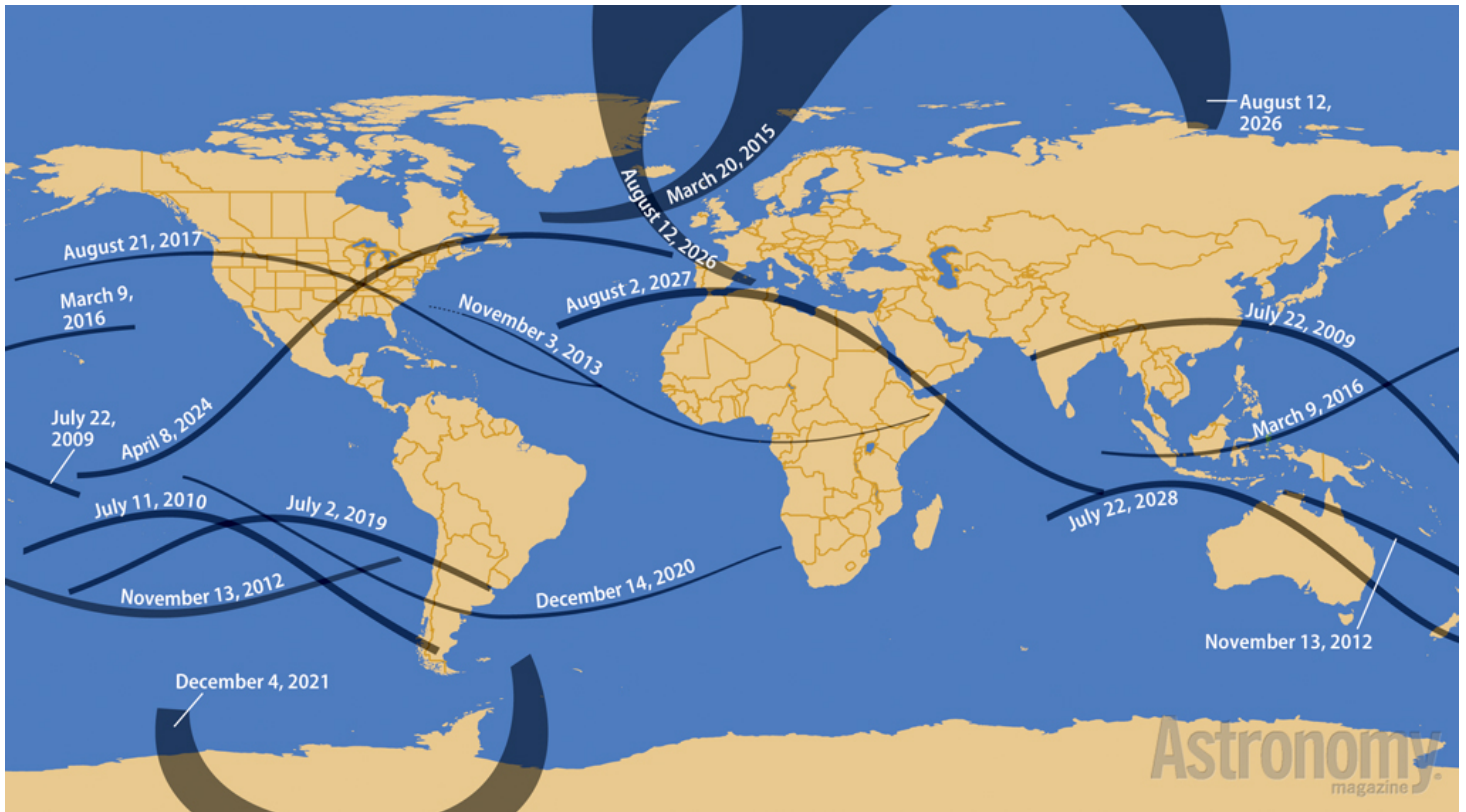 August 12,
2026
March 20, 2015
August 12, 2026
August 21, 2017
March 9,
2016
August 2, 2027
November 3, 2013
July 22, 2009
March 9, 2016
July 22,
2009
April 8, 2024
July 11, 2010
July 2, 2019
July 22, 2028
November 13, 2012
December 14, 2020
November 13, 2012
December 4, 2021
Astronomy
magazine